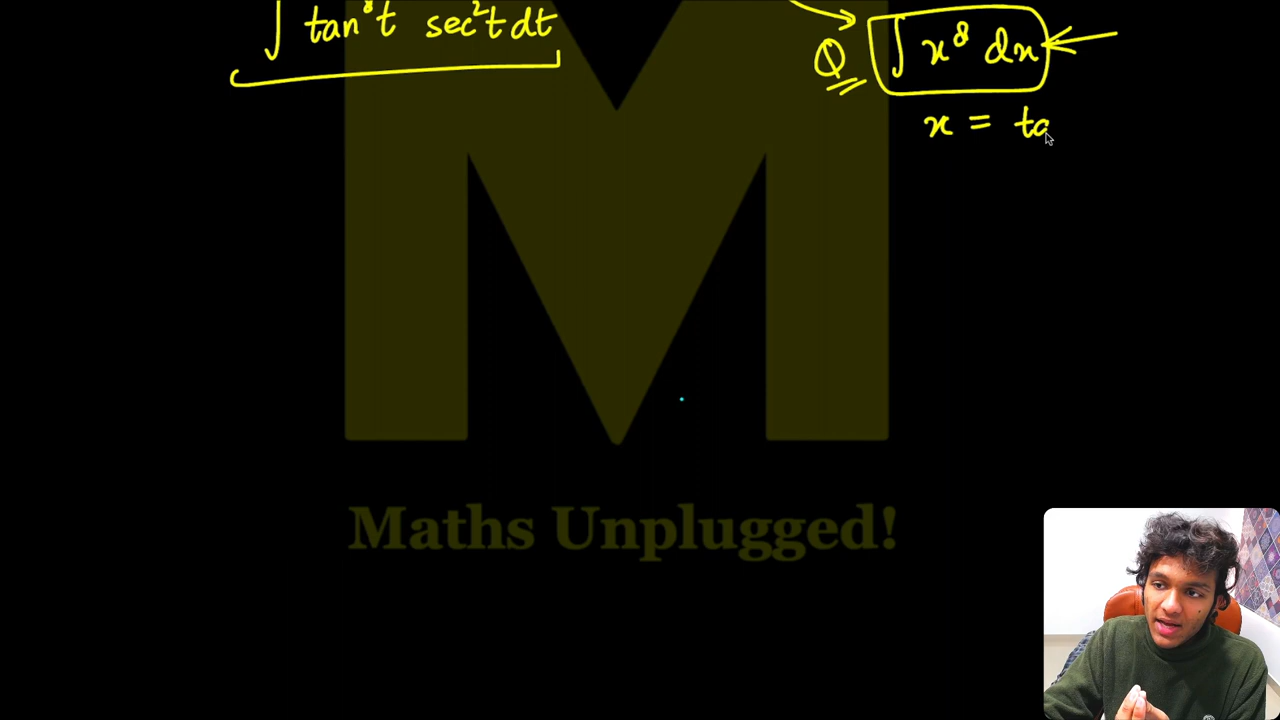 ∫ tan⁸t sec²t dt
Q ∫ x⁸ dx
x = ta
Maths Unplugged!